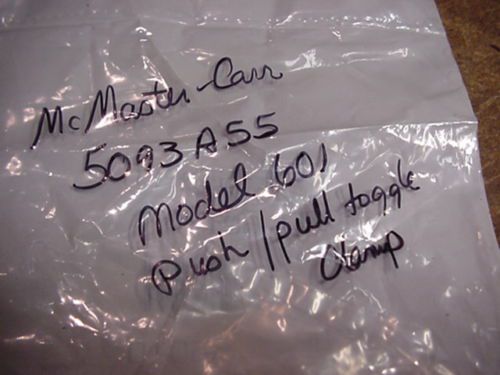 McMaster-Carr
5093A55
Model 601
push/pull toggle
clamp